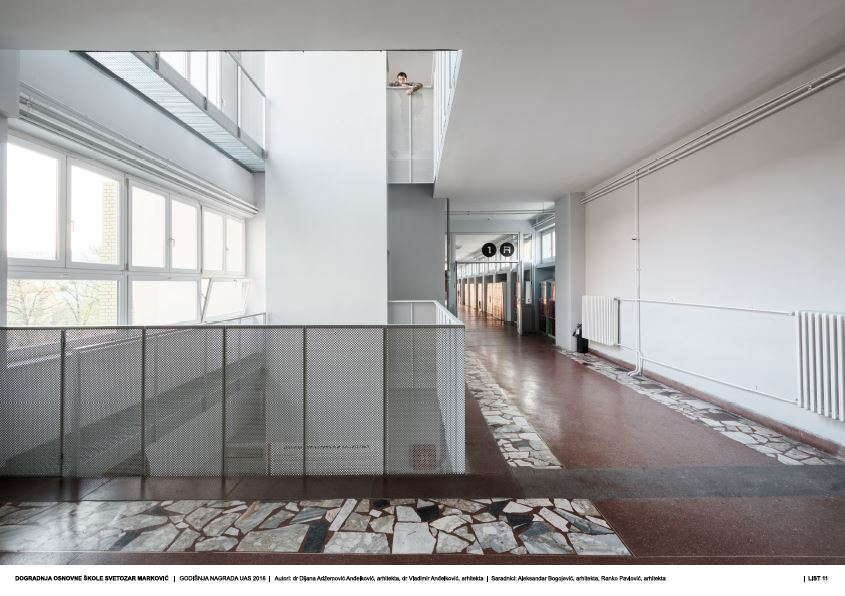 1
DOGRADNJA OSNOVNE ŠKOLE SVETOZAR MARKOVIĆ | GODIŠNJA NAGRADA UAS 2016 | Autori: dr Dijana Adžemović Anđelković, arhitekta, dr Vladimir Anđelković, arhitekta | Saradnici: Aleksandar Bogojević, arhitekta, Ranko Pavlović, arhitekta | LIST 11